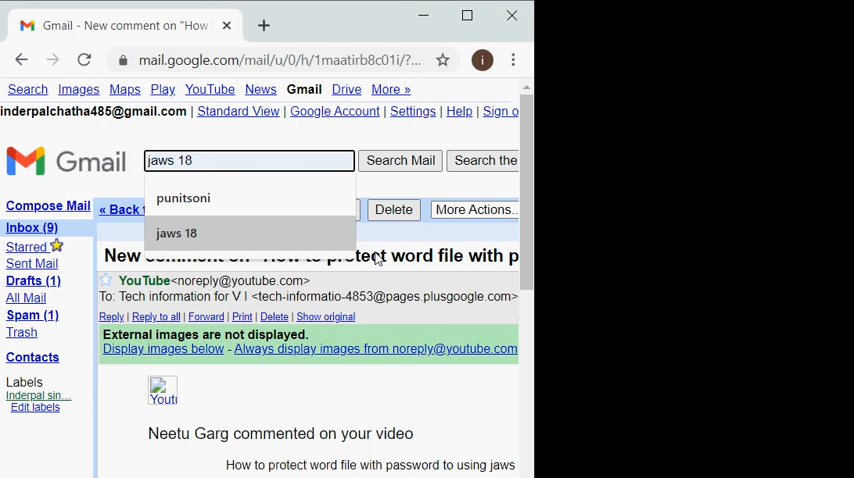 Gmail - New comment on "How t
mail.google.com/mail/u/0/h/1maatirb8c01i/?...
i
Search Images Maps Play YouTube News Gmail Drive More »
inderpalchatha485@gmail.com | Standard View | Google Account | Settings | Help | Sign o
Gmail
jaws 18
Search Mail
Search the
punitsoni
jaws 18
Compose Mail
Inbox (9)
Starred
Sent Mail
Drafts (1)
All Mail
Spam (1)
Trash
Contacts
Labels
Inderpal sin...
Edit labels
« Back t
Delete
More Actions...
New comment on "How to protect word file with p
YouTube<noreply@youtube.com>
To: Tech information for V I <tech-informatio-4853@pages.plusgoogle.com>
Reply | Reply to all | Forward | Print | Delete | Show original
External images are not displayed.
Display images below - Always display images from noreply@youtube.com
Yout
Neetu Garg commented on your video
How to protect word file with password to using jaws